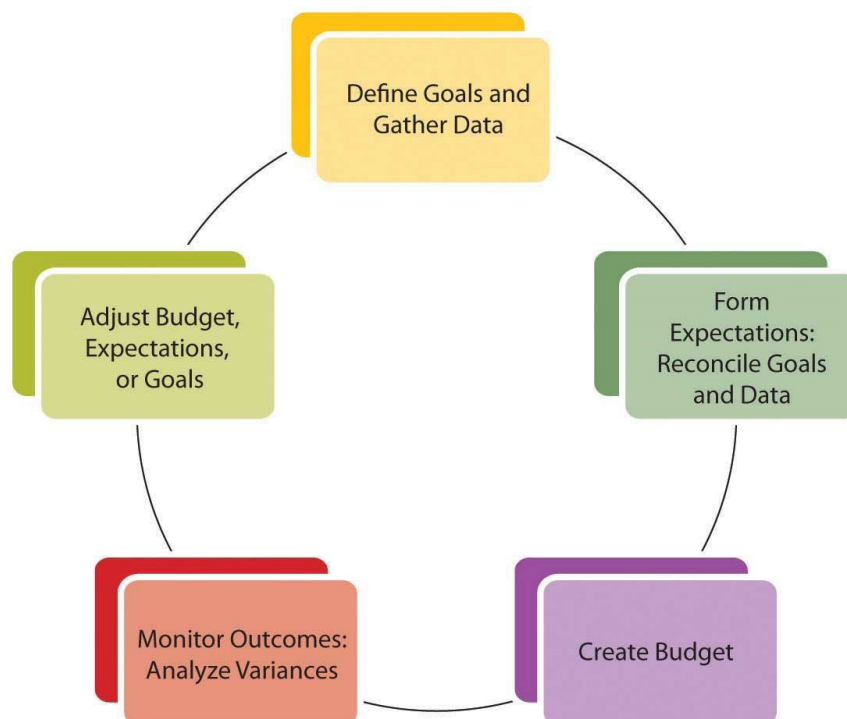 Define Goals and
Gather Data
Form
Expectations:
Reconcile Goals
and Data
Create Budget
Monitor Outcomes:
Analyze Variances
Adjust Budget,
Expectations,
or Goals